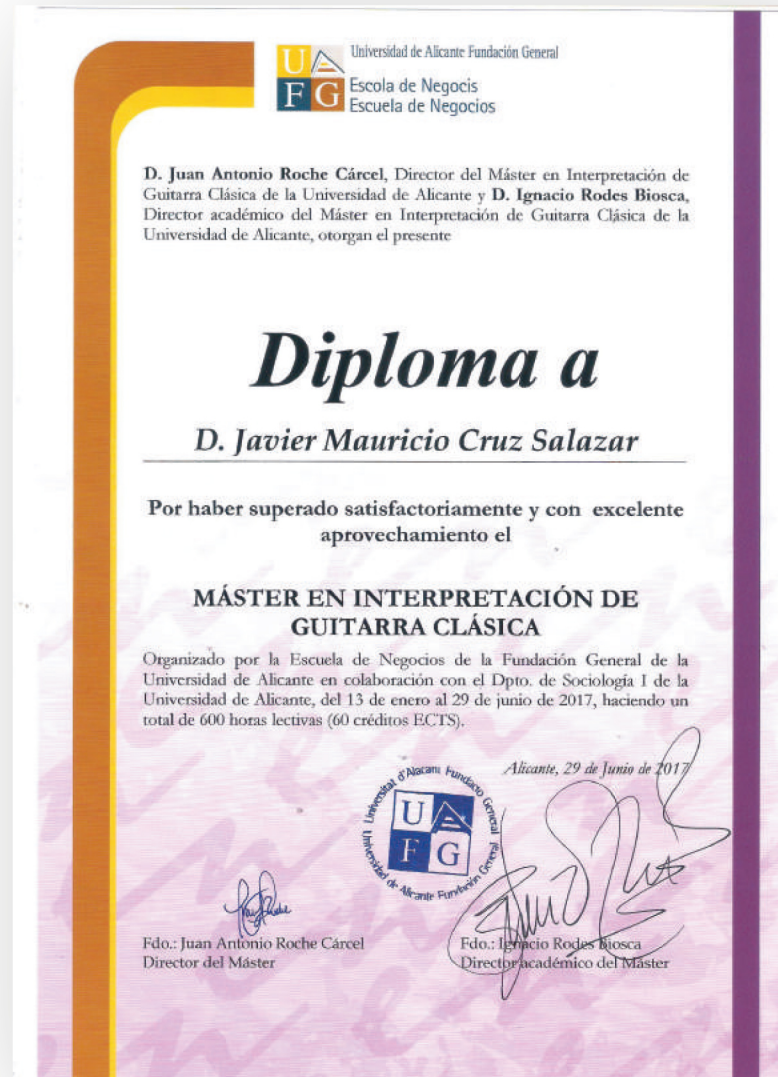 Universidad de Alicante Fundación General
UAFG
Escola de Negocis
Escuela de Negocios
D. Juan Antonio Roche Cárcel, Director del Máster en Interpretación de
Guitarra Clásica de la Universidad de Alicante y D. Ignacio Rodes Biosca,
Director académico del Máster en Interpretación de Guitarra Clásica de la
Universidad de Alicante, otorgan el presente
Diploma a
D. Javier Mauricio Cruz Salazar
Por haber superado satisfactoriamente y con excelente
aprovechamiento el
MÁSTER EN INTERPRETACIÓN DE
GUITARRA CLÁSICA
Organizado por la Escuela de Negocios de la Fundación General de la
Universidad de Alicante en colaboración con el Dpto. de Sociología I de la
Universidad de Alicante, del 13 de enero al 29 de junio de 2017, haciendo un
total de 600 horas lectivas (60 créditos ECTS).
Alicante, 29 de Junio de 2017
Universitat d'Alacant Fundació General
UAFG
Universidad de Alicante Fundación General
Fdo.: Juan Antonio Roche Cárcel
Director del Máster
Fdo.: Ignacio Rodes Biosca
Director académico del Máster